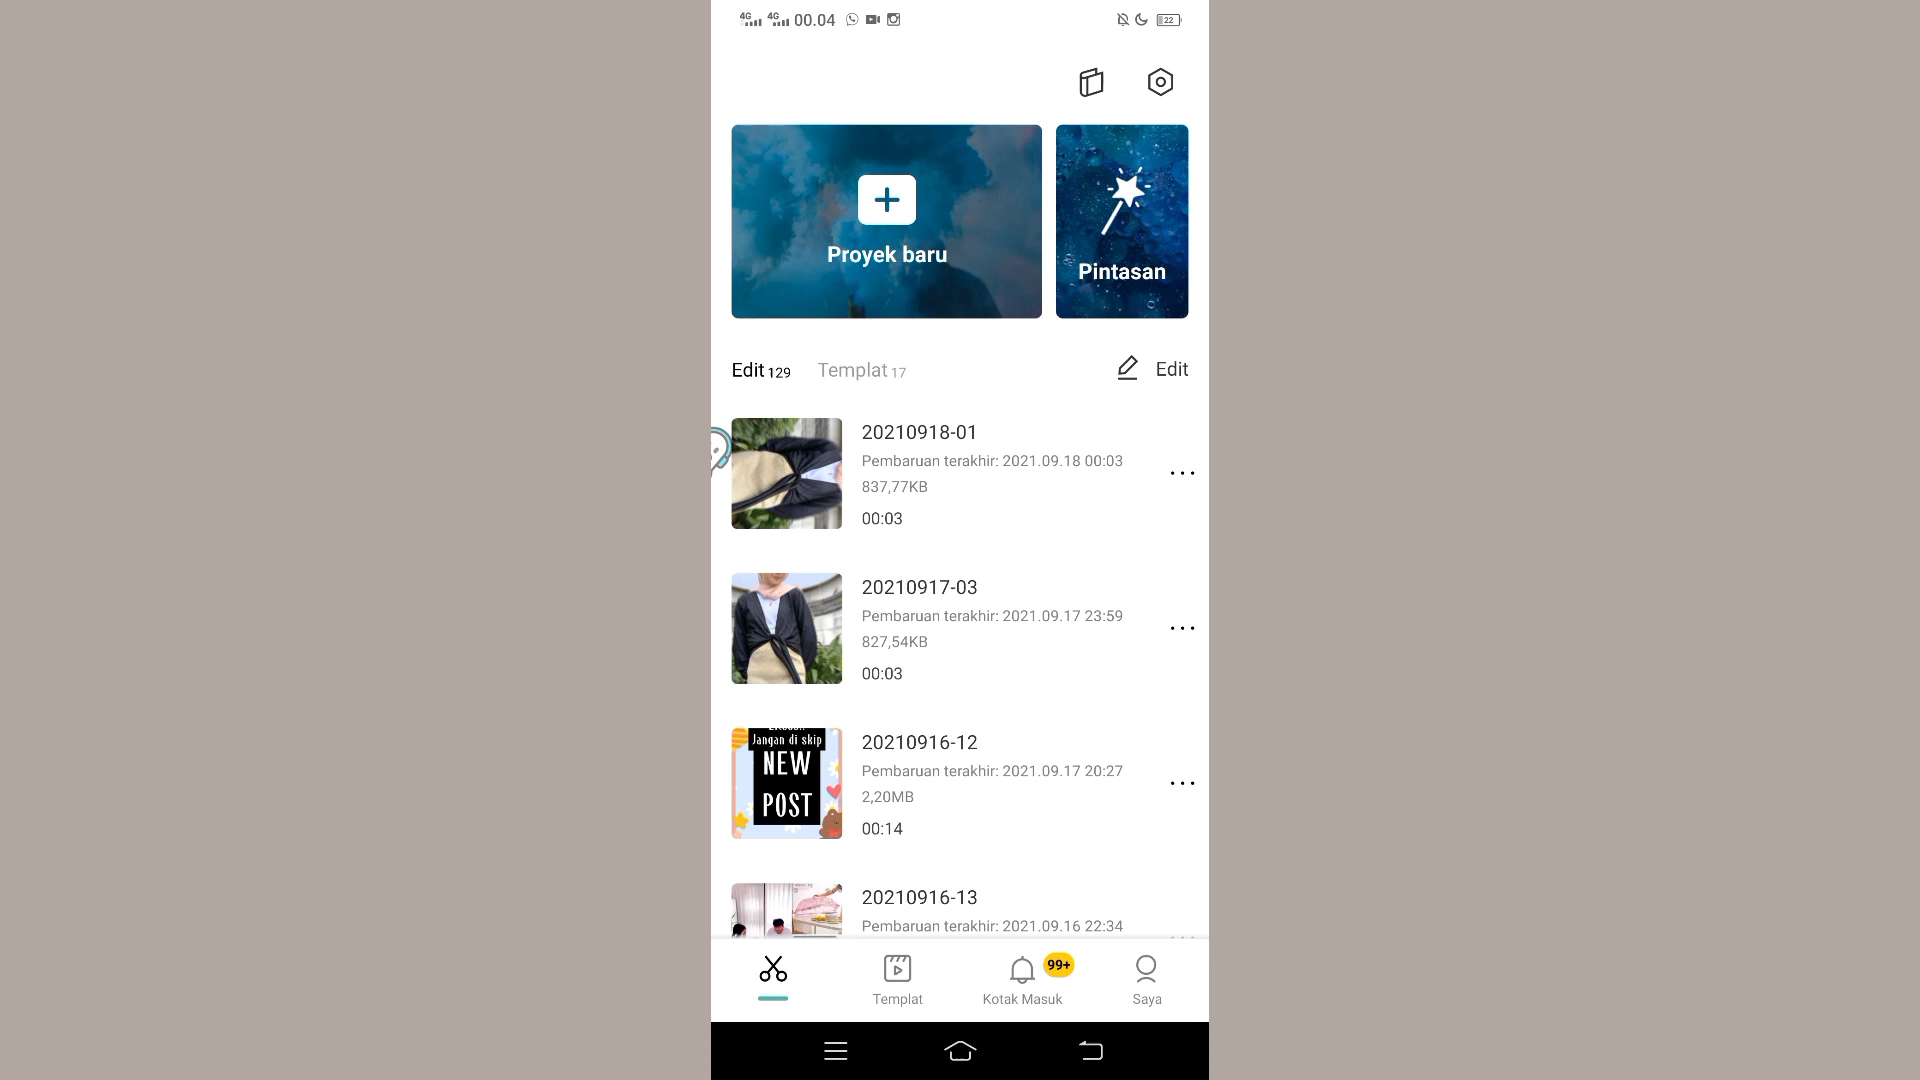 4G 4G 00.04 22
Proyek baru
Pintasan
Edit 129 Templat 17 Edit
20210918-01
Pembaruan terakhir: 2021.09.18 00:03
837,77KB
00:03
20210917-03
Pembaruan terakhir: 2021.09.17 23:59
827,54KB
00:03
Jangan di skip
NEW
POST
20210916-12
Pembaruan terakhir: 2021.09.17 20:27
2,20MB
00:14
20210916-13
Pembaruan terakhir: 2021.09.16 22:34
99+
Templat Kotak Masuk Saya